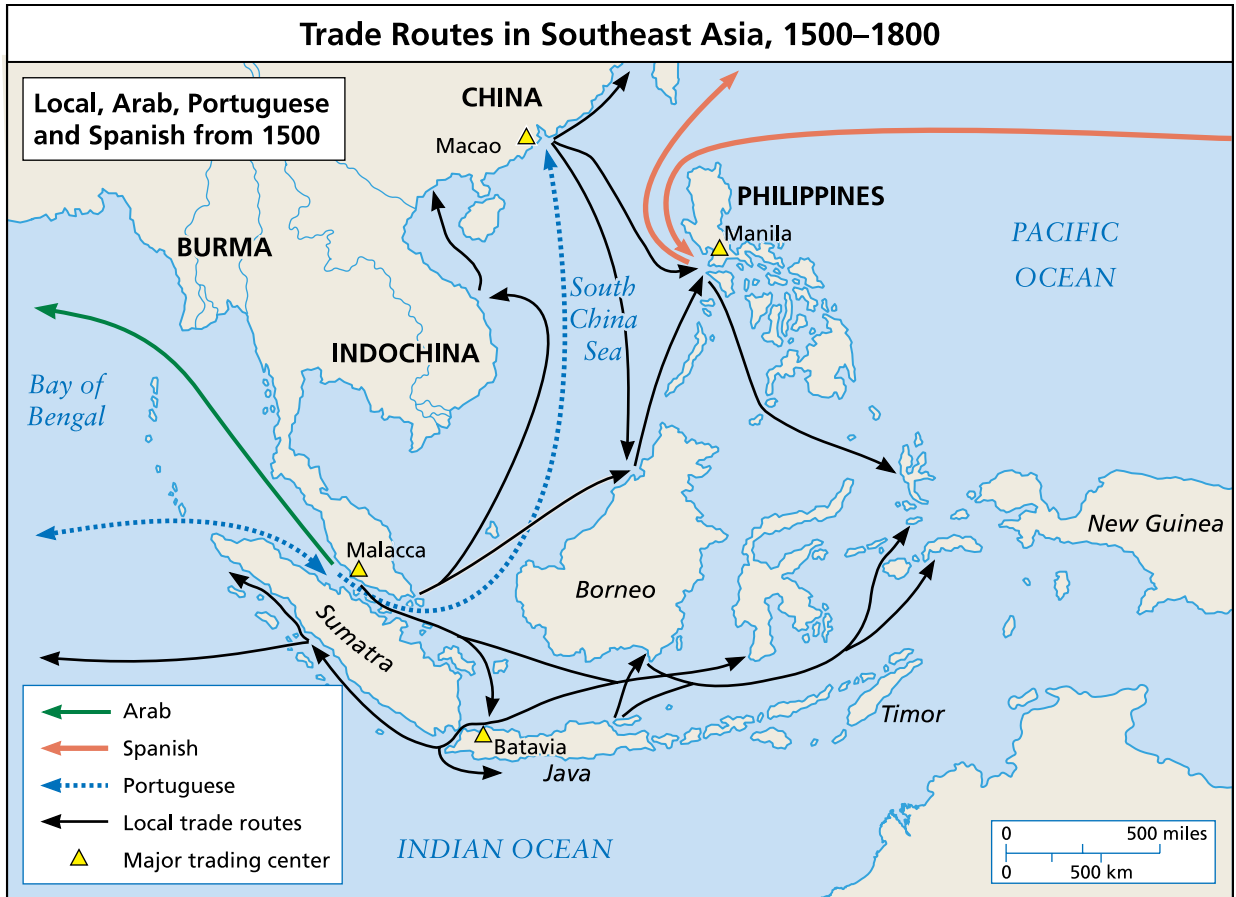 Trade Routes in Southeast Asia, 1500–1800
Local, Arab, Portuguese
and Spanish from 1500
CHINA
Macao
PHILIPPINES
Manila
PACIFIC
OCEAN
BURMA
South
China
Sea
INDOCHINA
Bay of
Bengal
New Guinea
Malacca
Borneo
Sumatra
Timor
Batavia
Java
INDIAN OCEAN
Arab
Spanish
Portuguese
Local trade routes
Major trading center
0 500 miles
0 500 km